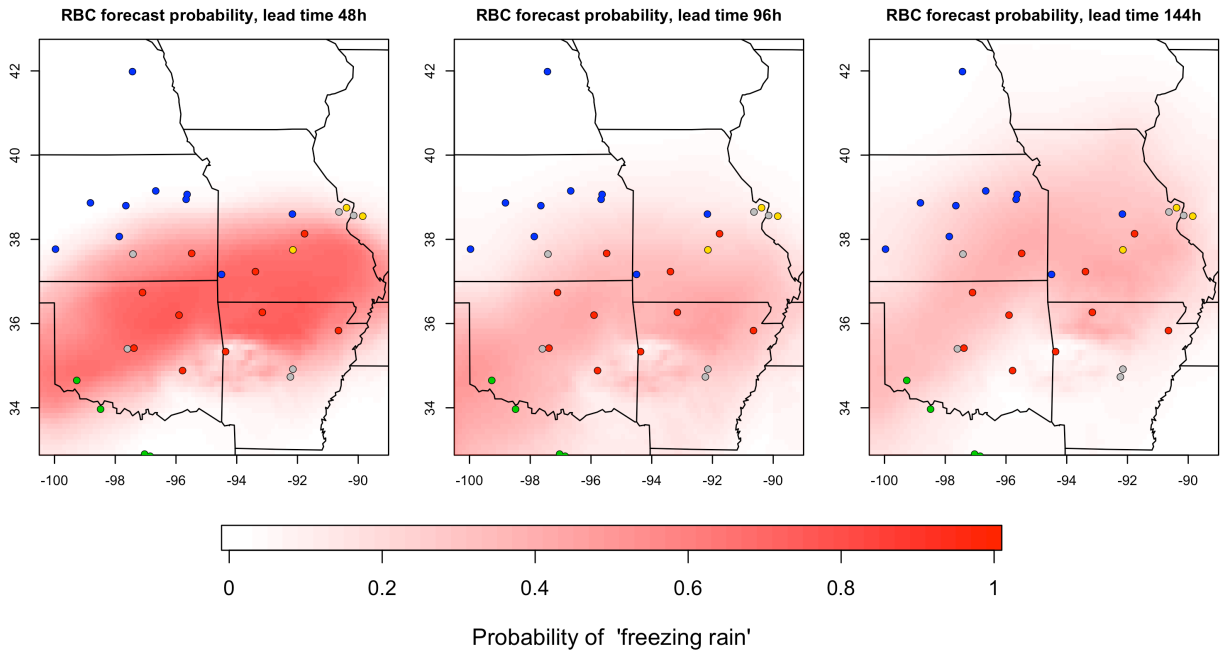 RBC forecast probability, lead time 48h
RBC forecast probability, lead time 96h
RBC forecast probability, lead time 144h
42
40
38
36
34
-100 -98 -96 -94 -92 -90
42
40
38
36
34
-100 -98 -96 -94 -92 -90
42
40
38
36
34
-100 -98 -96 -94 -92 -90
0 0.2 0.4 0.6 0.8 1
Probability of 'freezing rain'